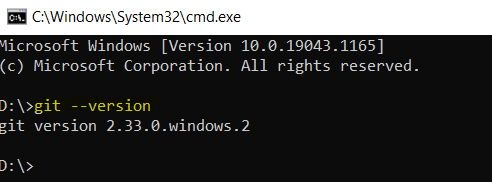 C:\Windows\System32\cmd.exe
Microsoft Windows [Version 10.0.19043.1165]
(c) Microsoft Corporation. All rights reserved.
D:\>git --version
git version 2.33.0.windows.2
D:\>